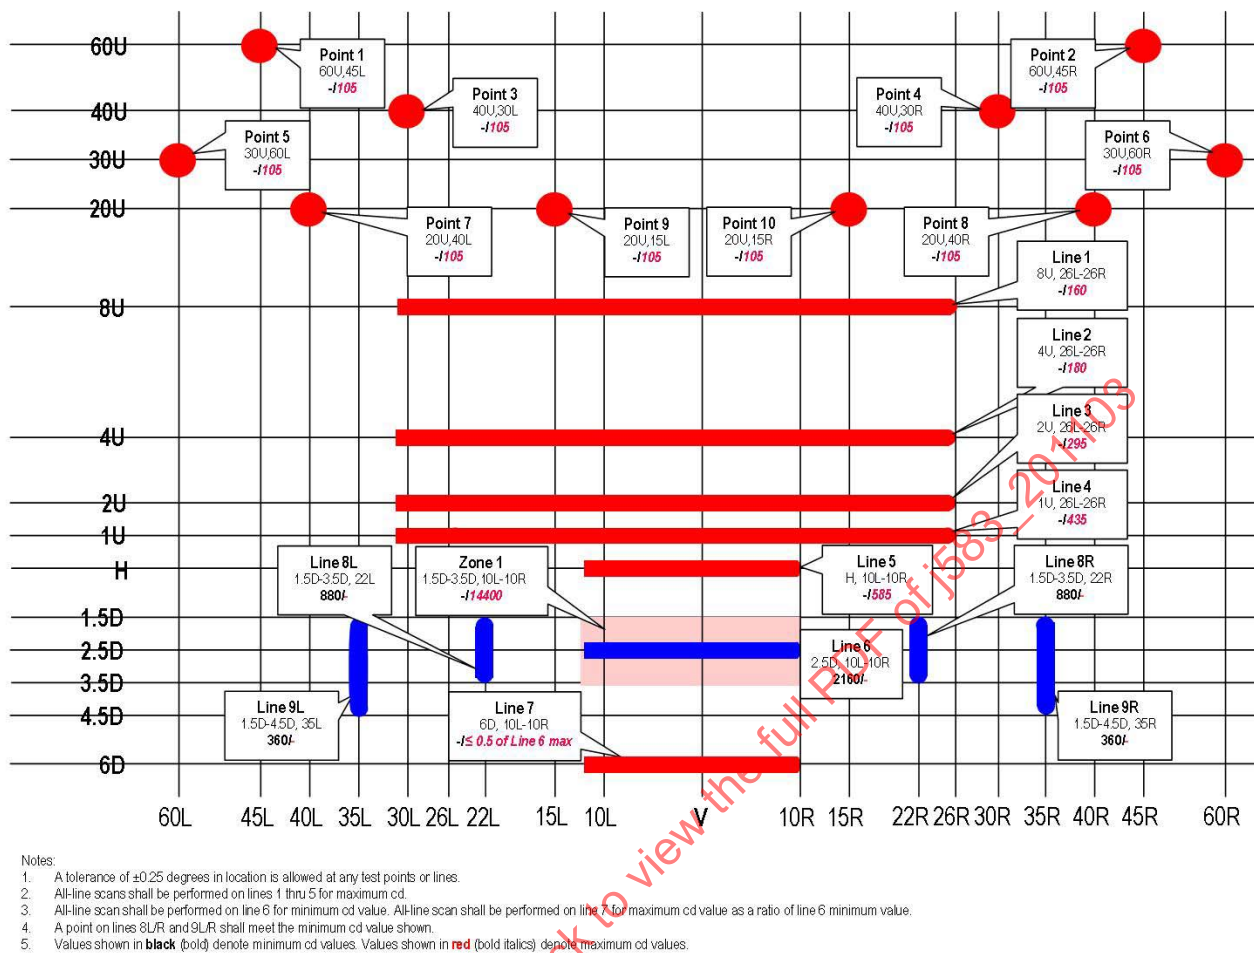 60U
Point 1
60U,45L
-/105
Point 2
60U,45R
-/105
40U
Point 3
40U,30L
-/105
Point 4
40U,30R
-/105
30U
Point 5
30U,60L
-/105
Point 6
30U,60R
-/105
20U
Point 7
20U,40L
-/105
Point 9
20U,15L
-/105
Point 10
20U,15R
-/105
Point 8
20U,40R
-/105
Line 1
8U, 26L-26R
-/160
8U
Line 2
4U, 26L-26R
-/180
4U
Line 3
2U, 26L-26R
-/295
2U
Line 4
1U, 26L-26R
-/435
1U
H
Line 8L
1.5D-3.5D, 22L
880/-
Zone 1
1.5D-3.5D, 10L-10R
-/14400
Line 5
H, 10L-10R
-/585
Line 8R
1.5D-3.5D, 22R
880/-
1.5D
2.5D
Line 6
2.5D, 10L-10R
2160/-
3.5D
4.5D
Line 9L
1.5D-4.5D, 35L
360/-
Line 7
6D, 10L-10R
-/≤ 0.5 of Line 6 max
Line 9R
1.5D-4.5D, 35R
360/-
6D
60L 45L 40L 35L 30L 26L 22L 15L 10L V 10R 15R 22R 26R 30R 35R 40R 45R 60R
Notes:
1. A tolerance of ±0.25 degrees in location is allowed at any test points or lines.
2. All-line scans shall be performed on lines 1 thru 5 for maximum cd.
3. All-line scan shall be performed on line 6 for minimum cd value. All-line scan shall be performed on line 7 for maximum cd value as a ratio of line 6 minimum value.
4. A point on lines 8L/R and 9L/R shall meet the minimum cd value shown.
5. Values shown in black (bold) denote minimum cd values. Values shown in red (bold italics) denote maximum cd values.
to view the full PDF of j583_201103